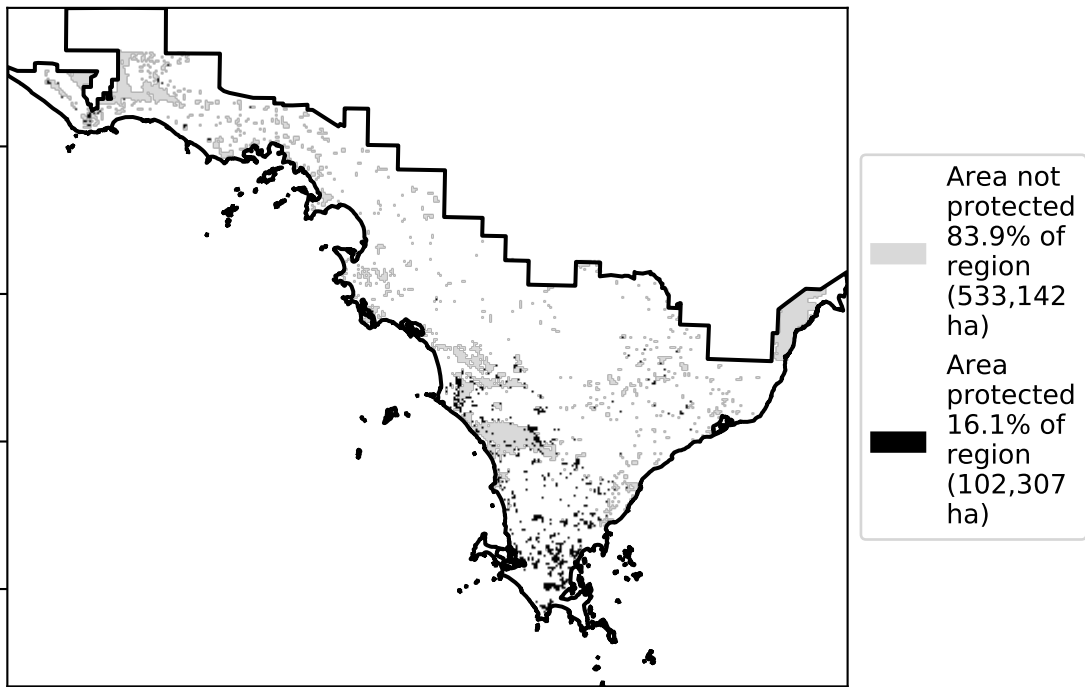 Area not
protected
83.9% of
region
(533,142
ha)
Area
protected
16.1% of
region
(102,307
ha)